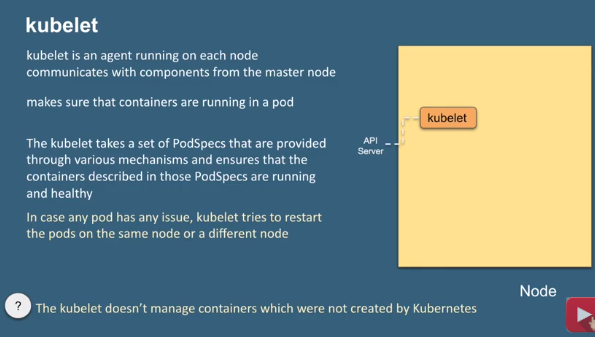 kubelet
kubelet is an agent running on each node
communicates with components from the master node
makes sure that containers are running in a pod
The kubelet takes a set of PodSpecs that are provided
through various mechanisms and ensures that the
containers described in those PodSpecs are running
and healthy
In case any pod has any issue, kubelet tries to restart
the pods on the same node or a different node
kubelet
API
Server
Node
?
The kubelet doesn't manage containers which were not created by Kubernetes